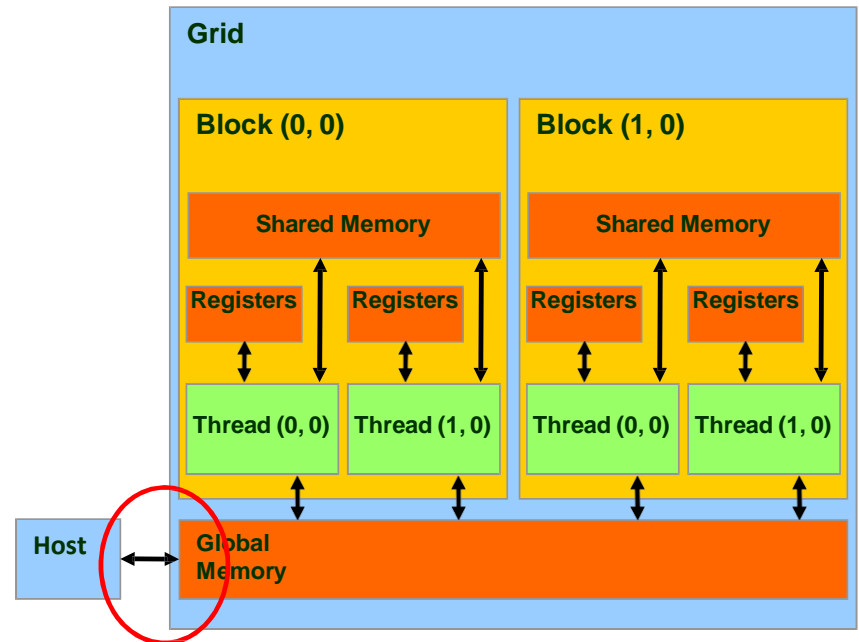 Grid
Block (0, 0)
Block (1, 0)
Shared Memory
Shared Memory
Registers
Registers
Registers
Registers
Thread (0, 0)
Thread (1, 0)
Thread (0, 0)
Thread (1, 0)
Host
Global
Memory